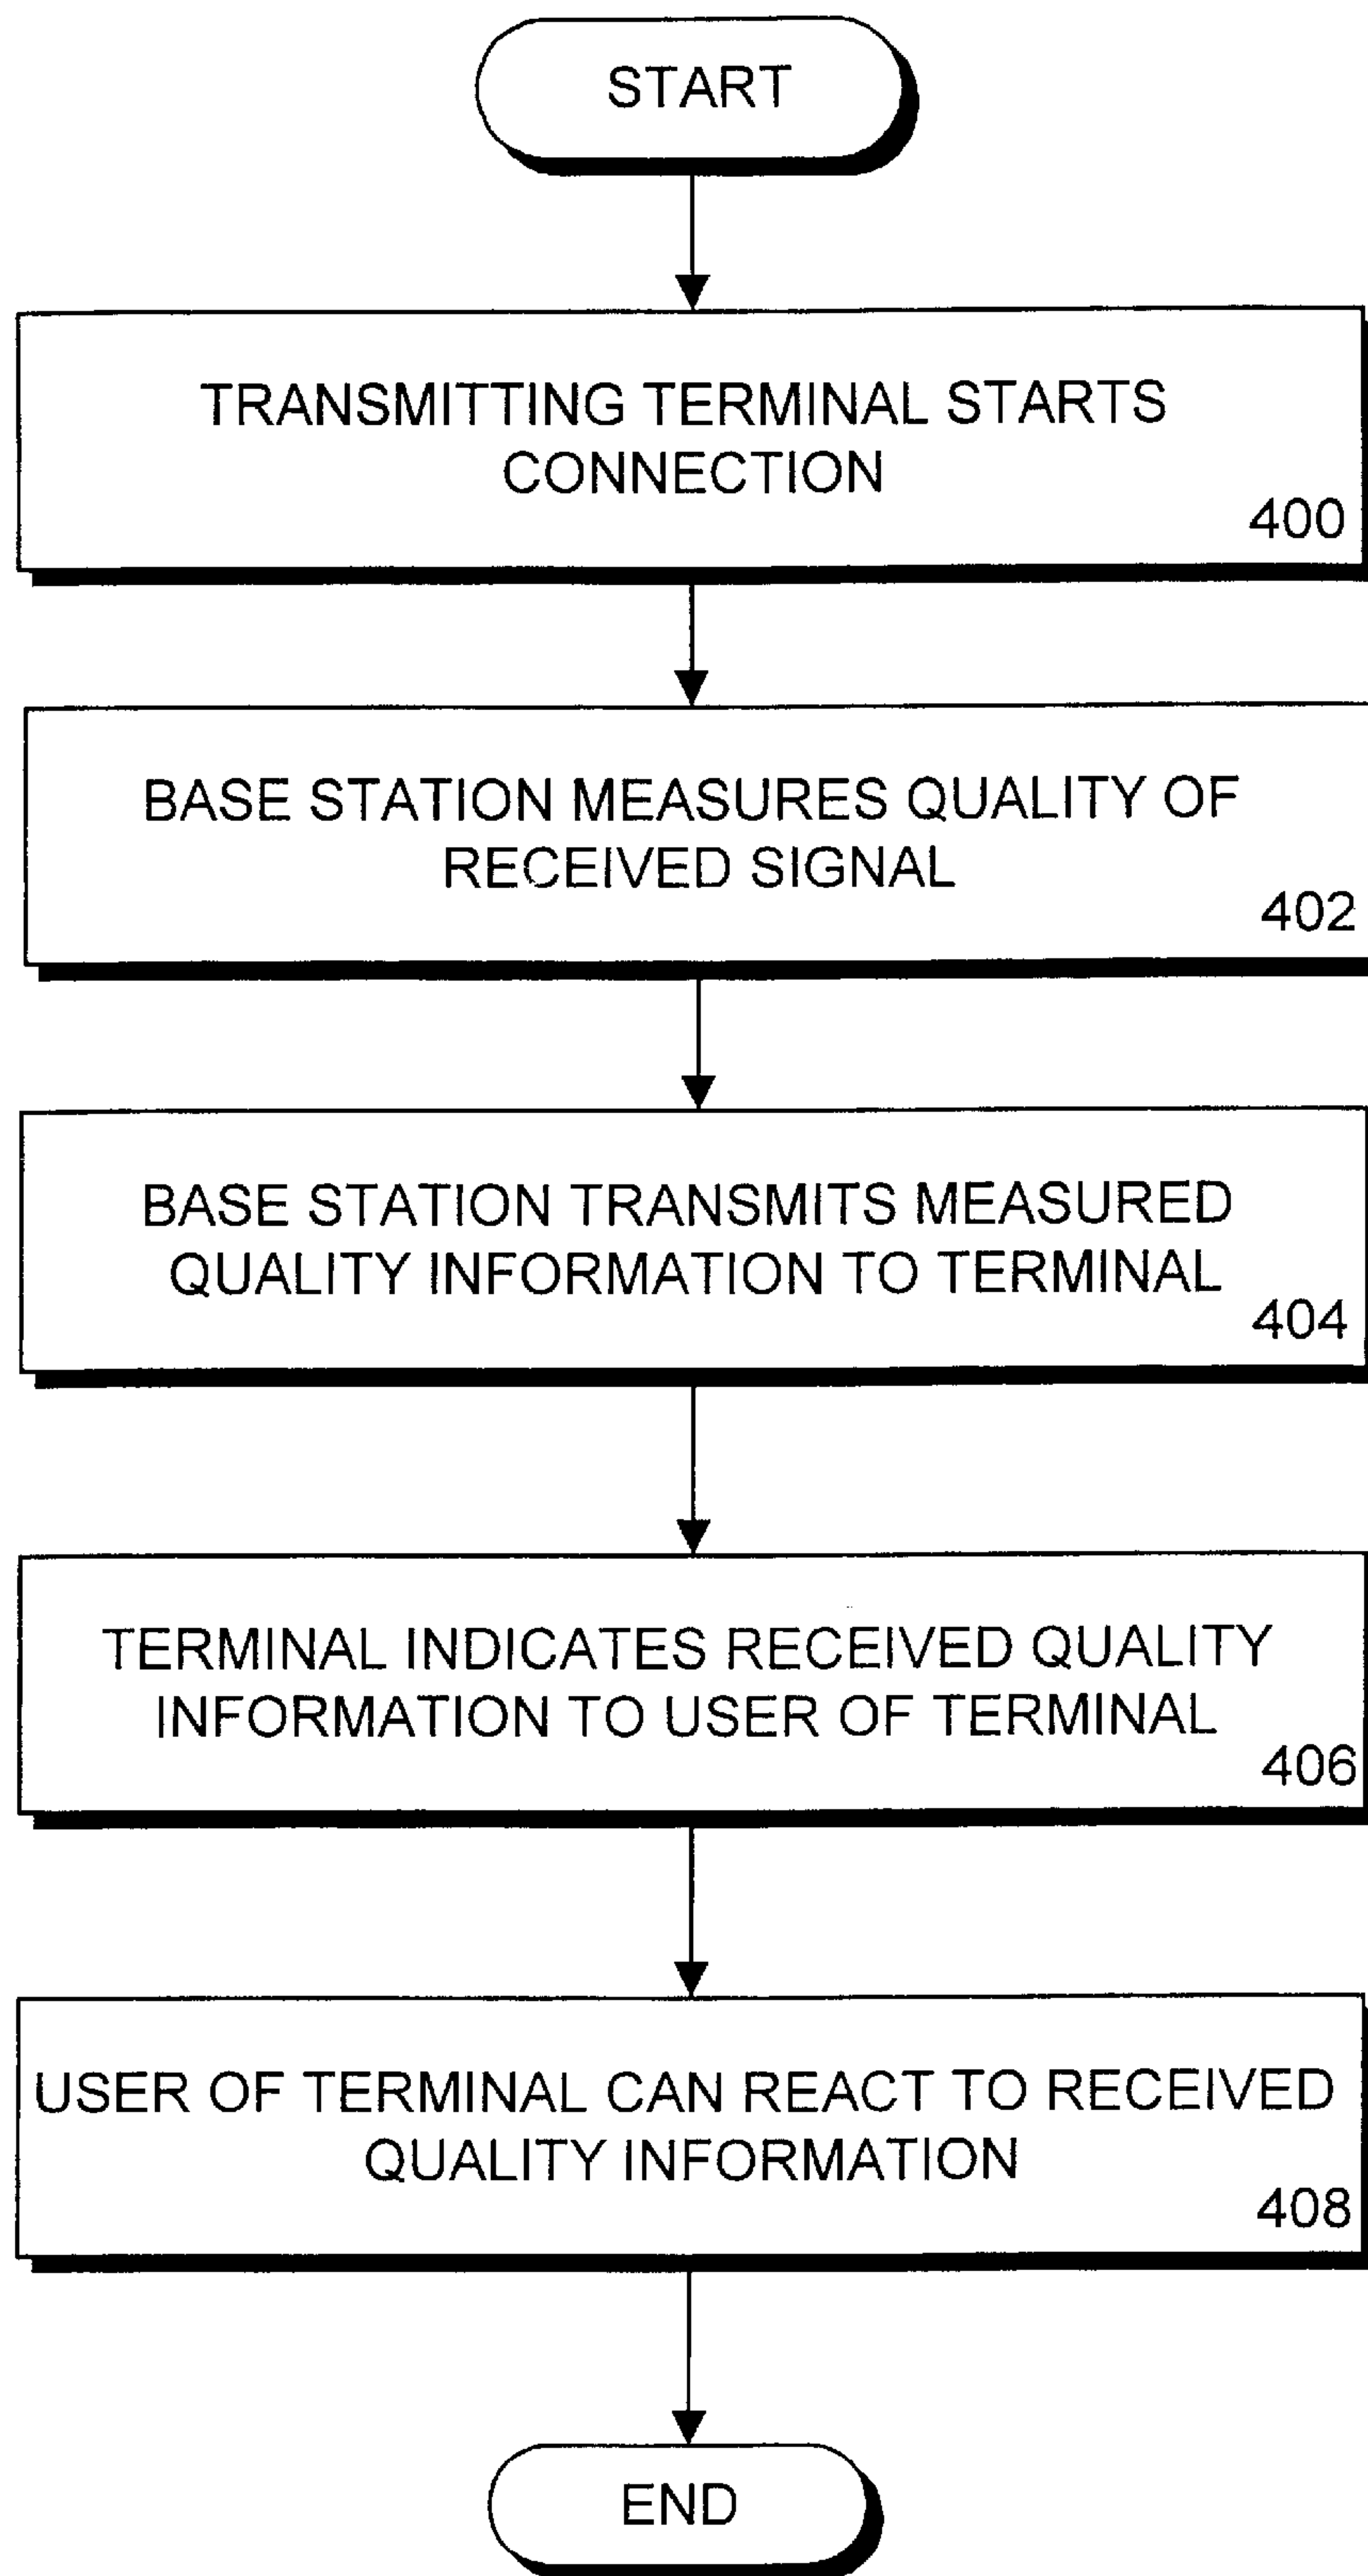 START
TRANSMITTING TERMINAL STARTS
CONNECTION
400
BASE STATION MEASURES QUALITY OF
RECEIVED SIGNAL
402
BASE STATION TRANSMITS MEASURED
QUALITY INFORMATION TO TERMINAL
404
TERMINAL INDICATES RECEIVED QUALITY
INFORMATION TO USER OF TERMINAL
406
USER OF TERMINAL CAN REACT TO RECEIVED
QUALITY INFORMATION
408
END